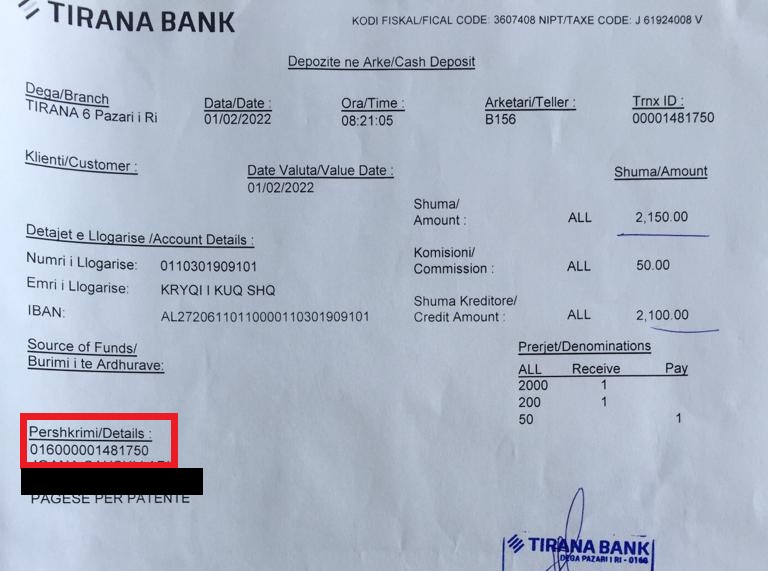 TIRANA BANK
KODI FISKAL/FICAL CODE: 3607408 NIPT/TAXE CODE: J 61924008 V
Depozite ne Arke/Cash Deposit
Dega/Branch
TIRANA 6 Pazari i Ri
Data/Date :
01/02/2022
Ora/Time :
08:21:05
Arketari/Teller :
B156
Trnx ID :
00001481750
Klienti/Customer :
Date Valuta/Value Date :
01/02/2022
Shuma/Amount
Shuma/
Amount : ALL 2,150.00
Komisioni/
Commission : ALL 50.00
Shuma Kreditore/
Credit Amount : ALL 2,100.00
Detajet e Llogarise /Account Details :
Numri i Llogarise: 0110301909101
Emri i Llogarise: KRYQI I KUQ SHQ
IBAN: AL27206110110000110301909101
Source of Funds/
Burimi i te Ardhurave:
Prerjet/Denominations
ALL Receive Pay
2000 1
200 1
50 1
Pershkrimi/Details :
016000001481750
PAGESE PER PATENTE
TIRANA BANK
DEGA PAZARI I RI - 0166